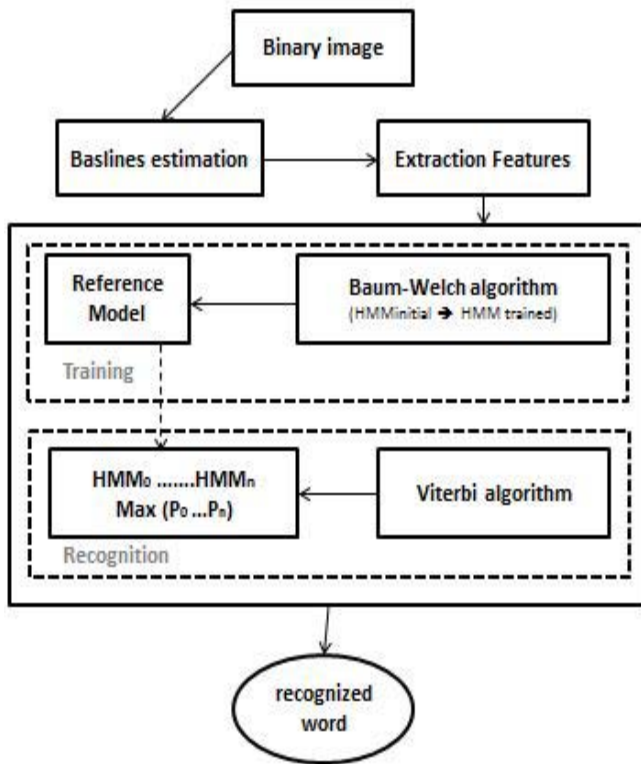 Binary image
Baslines estimation
Extraction Features
Reference
Model
Baum-Welch algorithm
(HMMinitial ➔ HMM trained)
Training
HMM₀ .......HMMₙ
Max (P₀ ...Pₙ)
Viterbi algorithm
Recognition
recognized
word